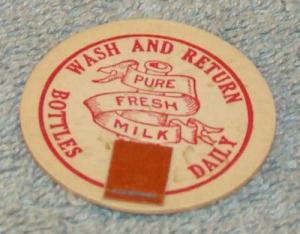 WASH AND RETURN
BOTTLES DAILY
PURE
FRESH
MILK